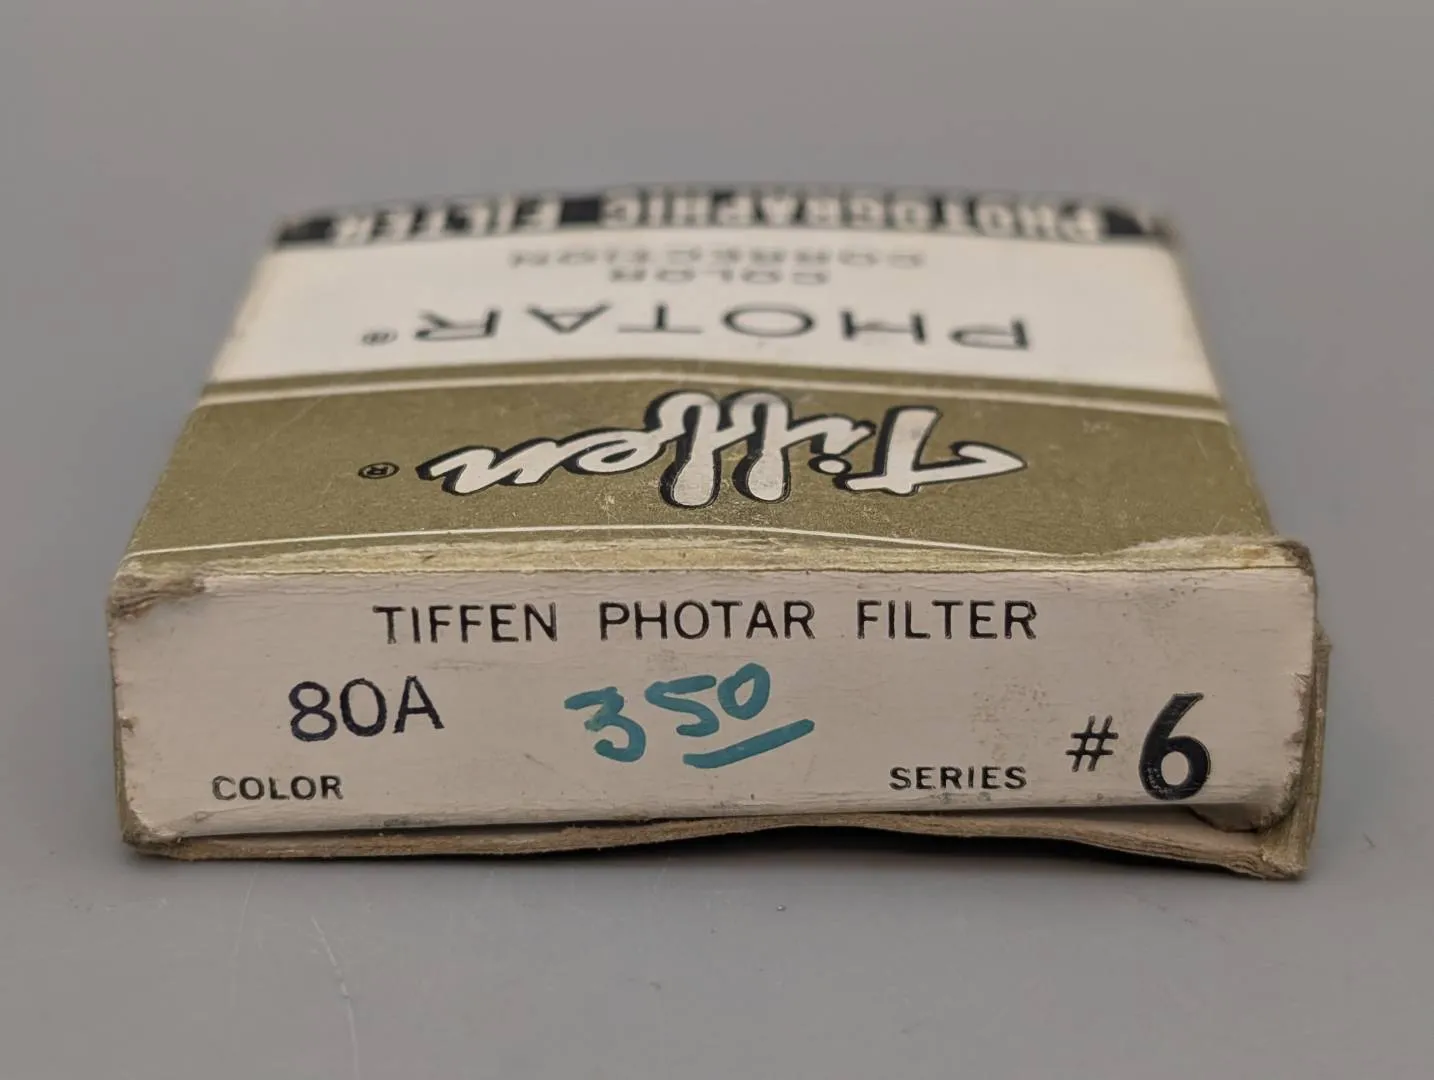 PHOTOGRAPHIC FILTER
COLOR
CORRECTION
PHOTAR®
Tiffen®
TIFFEN PHOTAR FILTER
80A
350
# 6
COLOR
SERIES